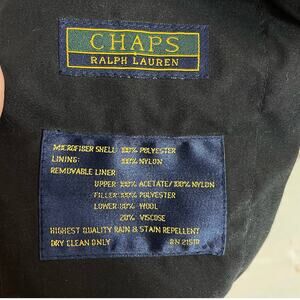 CHAPS
RALPH LAUREN
MICROFIBER SHELL: 100% POLYESTER
LINING: 100% NYLON
REMOVABLE LINER
UPPER: 100% ACETATE/100% NYLON
FILLER: 100% POLYESTER
LOWER: 80% WOOL
20% VISCOSE
HIGHEST QUALITY RAIN & STAIN REPELLENT
DRY CLEAN ONLY RN 21518